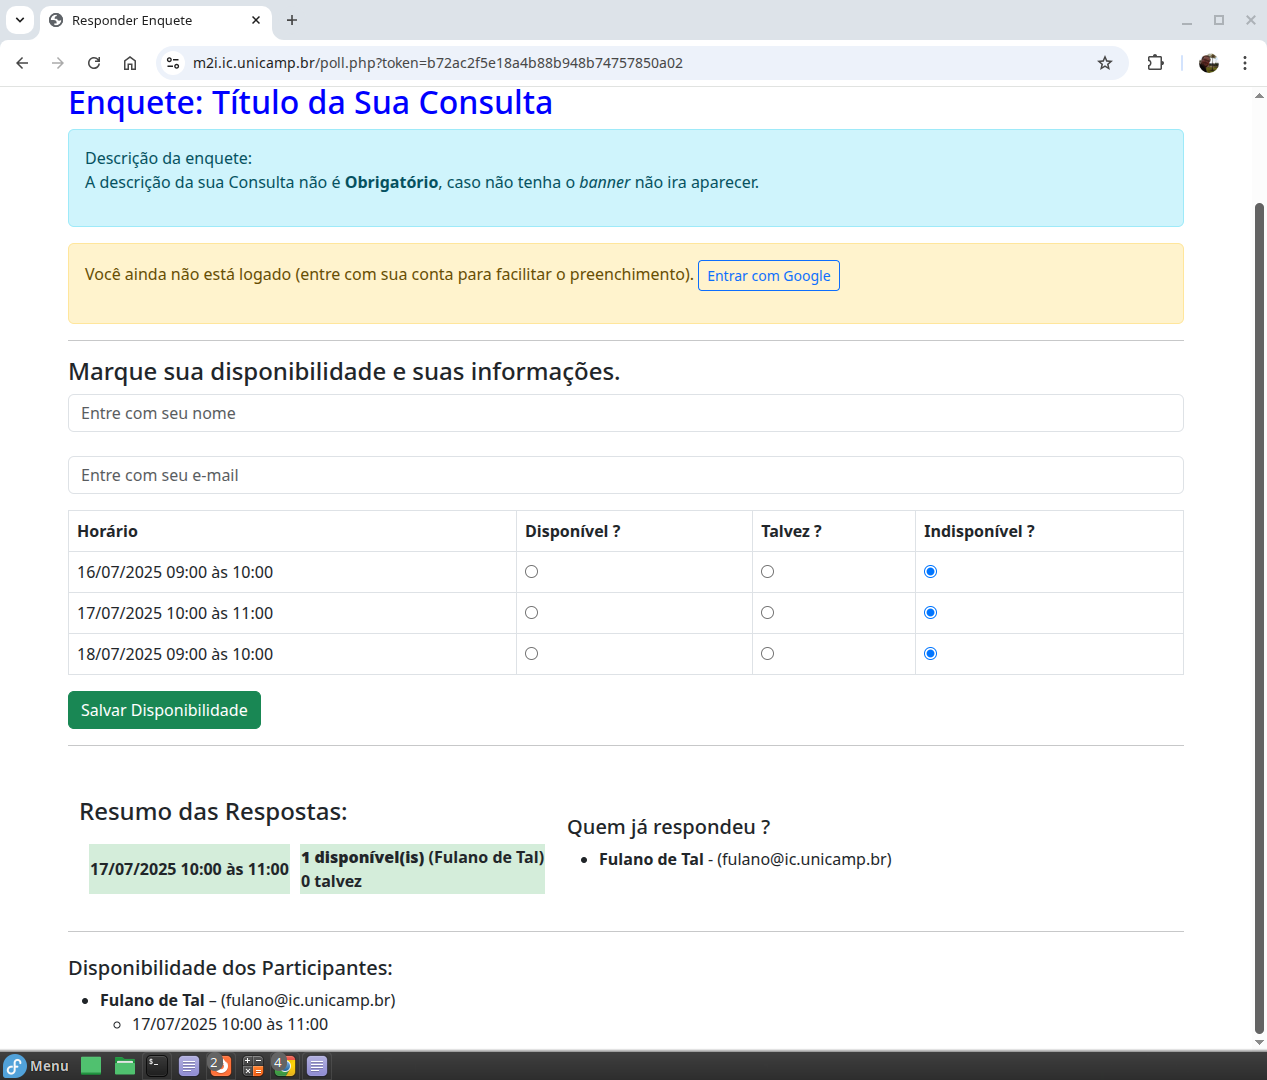 Responder Enquete
m2i.ic.unicamp.br/poll.php?token=b72ac2f5e18a4b88b948b74757850a02
Enquete: Título da Sua Consulta
Descrição da enquete:
A descrição da sua Consulta não é Obrigatório, caso não tenha o banner não ira aparecer.
Você ainda não está logado (entre com sua conta para facilitar o preenchimento). Entrar com Google
Marque sua disponibilidade e suas informações.
Entre com seu nome
Entre com seu e-mail
Horário Disponível ? Talvez ? Indisponível ?
16/07/2025 09:00 às 10:00
17/07/2025 10:00 às 11:00
18/07/2025 09:00 às 10:00
Salvar Disponibilidade
Resumo das Respostas:
17/07/2025 10:00 às 11:00
1 disponível(is) (Fulano de Tal)
0 talvez
Quem já respondeu ?
Fulano de Tal - (fulano@ic.unicamp.br)
Disponibilidade dos Participantes:
Fulano de Tal – (fulano@ic.unicamp.br)
17/07/2025 10:00 às 11:00
Menu 2 4